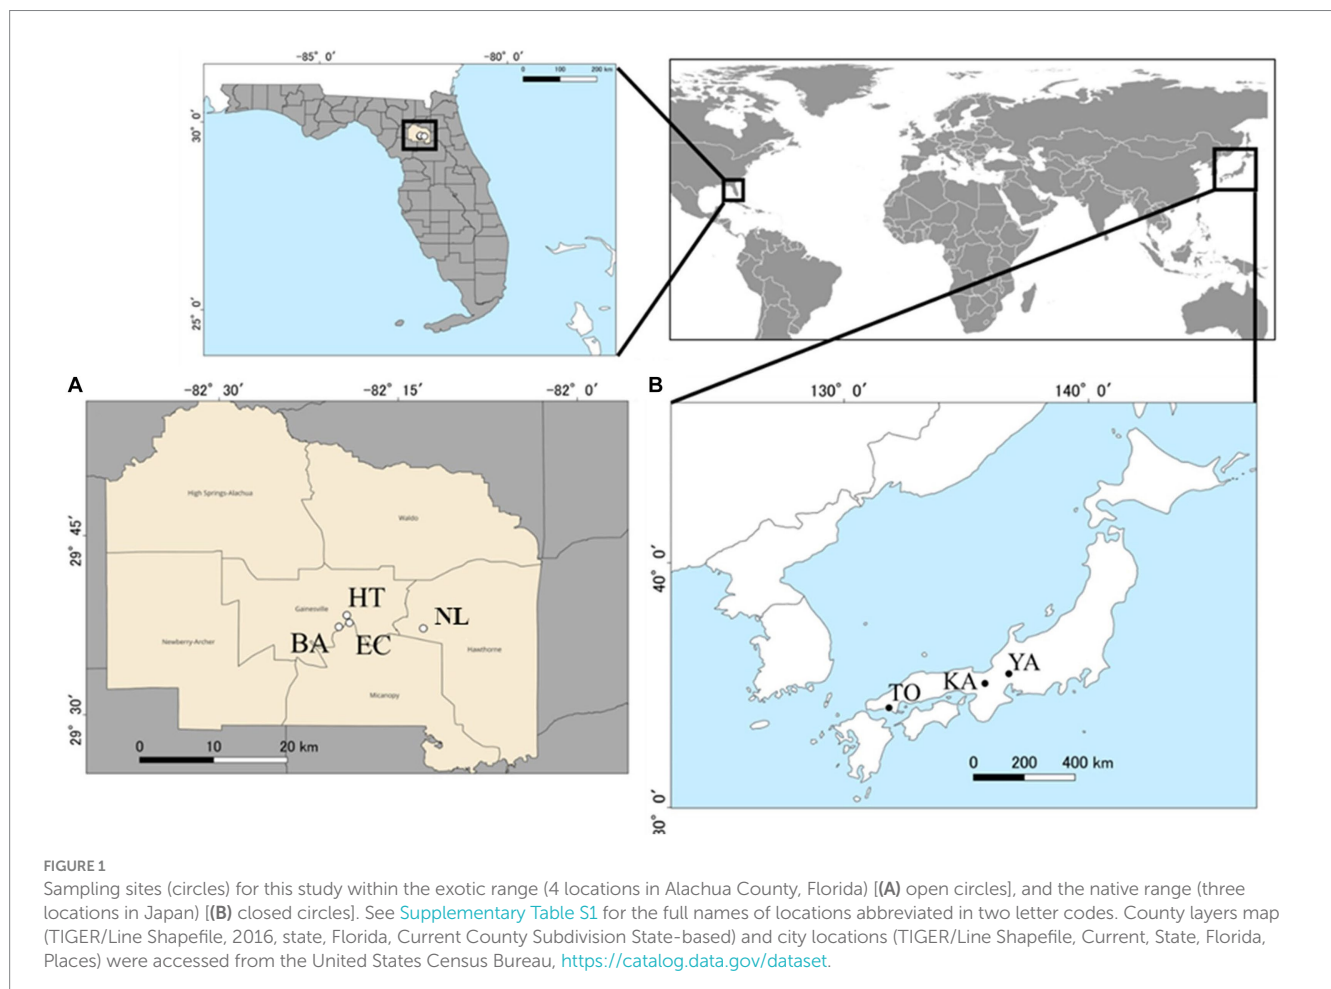 −85° 0′
−80° 0′
0 100 200 km
30° 0′
25° 0′
A
−82° 30′
−82° 15′
−82° 0′
29° 45′
29° 30′
High Springs-Alachua
Waldo
Gainesville
HT
NL
BA
EC
Newberry-Archer
Hawthorne
Micanopy
0 10 20 km
B
130° 0′
140° 0′
40° 0′
30° 0′
YA
KA
TO
0 200 400 km
FIGURE 1
Sampling sites (circles) for this study within the exotic range (4 locations in Alachua County, Florida) [(A) open circles], and the native range (three
locations in Japan) [(B) closed circles]. See Supplementary Table S1 for the full names of locations abbreviated in two letter codes. County layers map
(TIGER/Line Shapefile, 2016, state, Florida, Current County Subdivision State-based) and city locations (TIGER/Line Shapefile, Current, State, Florida,
Places) were accessed from the United States Census Bureau, https://catalog.data.gov/dataset.